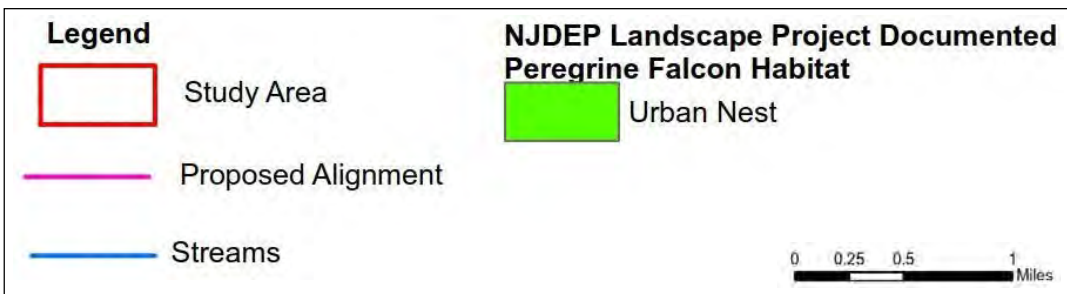 Legend
Study Area
Proposed Alignment
Streams
NJDEP Landscape Project Documented
Peregrine Falcon Habitat
Urban Nest
0 0.25 0.5 1
Miles